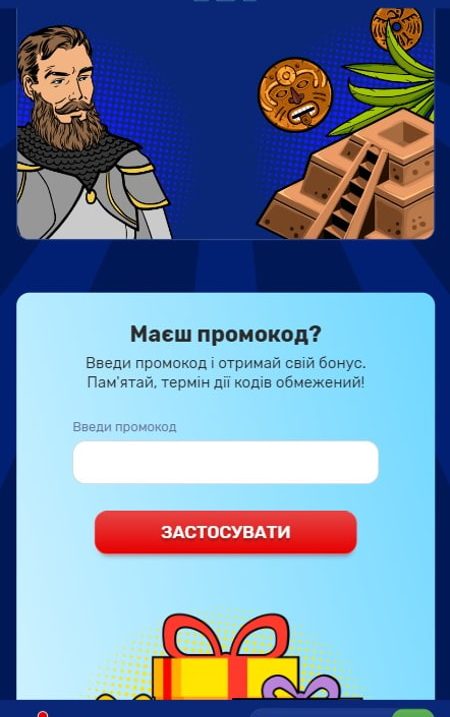 Маєш промокод?
Введи промокод і отримай свій бонус.
Пам'ятай, термін дії кодів обмежений!
Введи промокод
ЗАСТОСУВАТИ